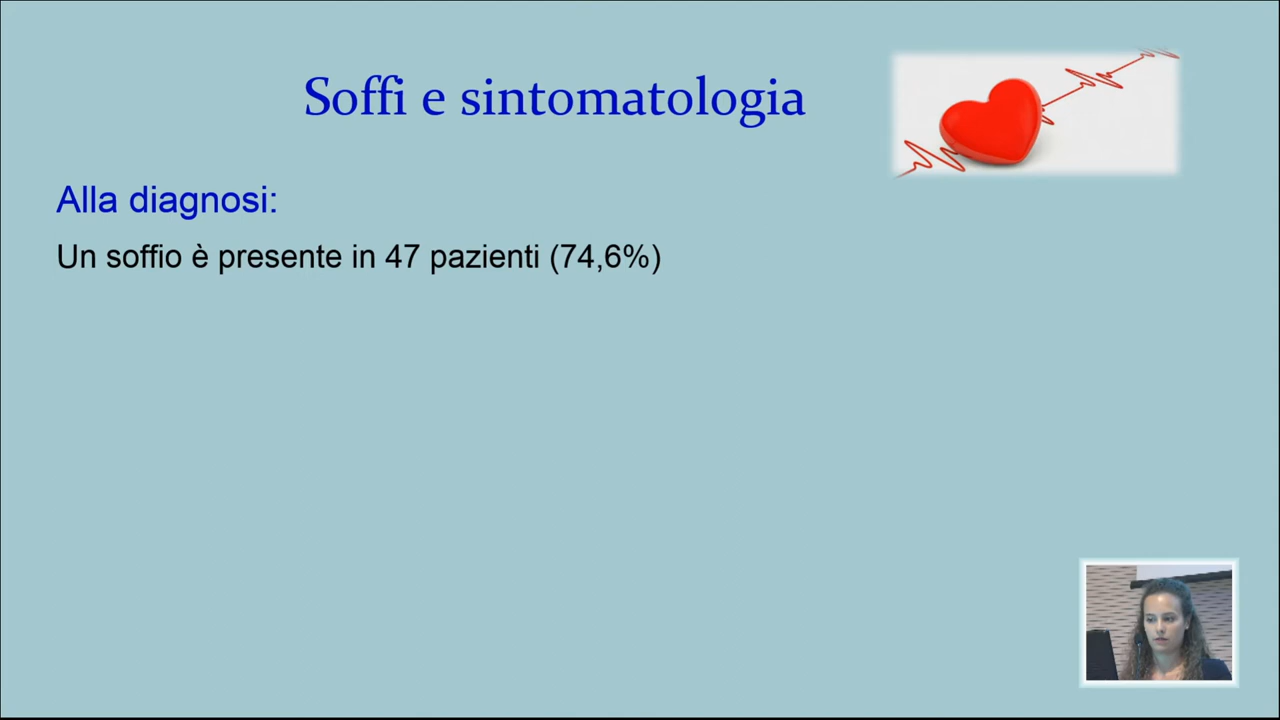 Soffi e sintomatologia
Alla diagnosi:
Un soffio è presente in 47 pazienti (74,6%)